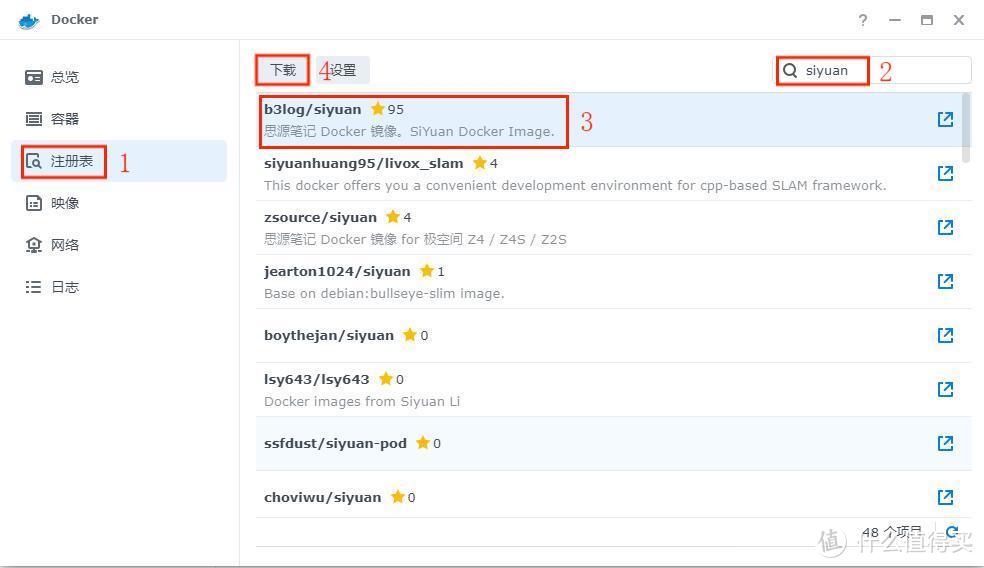 Docker
总览
容器
注册表 1
映像
网络
日志
下载 4 设置
siyuan 2
b3log/siyuan 95
思源笔记 Docker 镜像。SiYuan Docker Image.
3
siyuanhuang95/livox_slam 4
This docker offers you a convenient development environment for cpp-based SLAM framework.
zsource/siyuan 4
思源笔记 Docker 镜像 for 极空间 Z4 / Z4S / Z2S
jearton1024/siyuan 1
Base on debian:bullseye-slim image.
boythejan/siyuan 0
lsy643/lsy643 0
Docker images from Siyuan Li
ssfdust/siyuan-pod 0
choviwu/siyuan 0
48 个项目
值 什么值得买